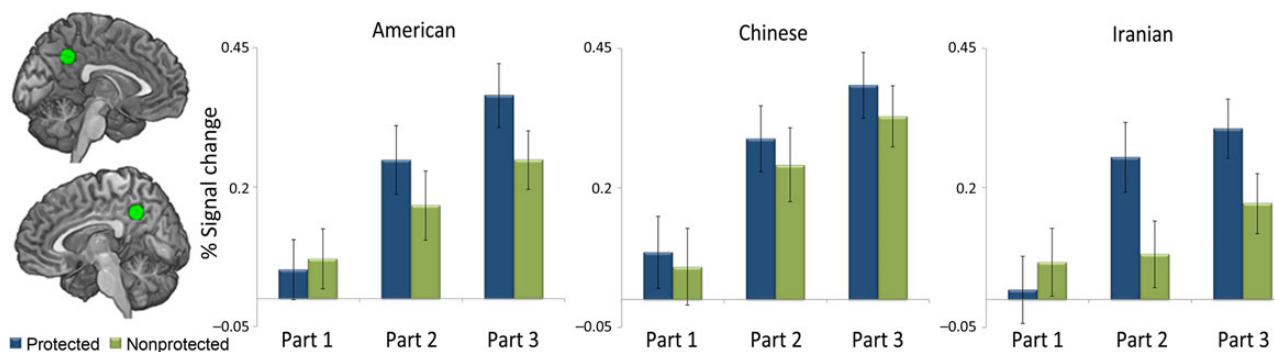 American
Chinese
Iranian
% Signal change
0.45
0.2
−0.05
Part 1
Part 2
Part 3
0.45
0.2
−0.05
Part 1
Part 2
Part 3
0.45
0.2
−0.05
Part 1
Part 2
Part 3
Protected
Nonprotected